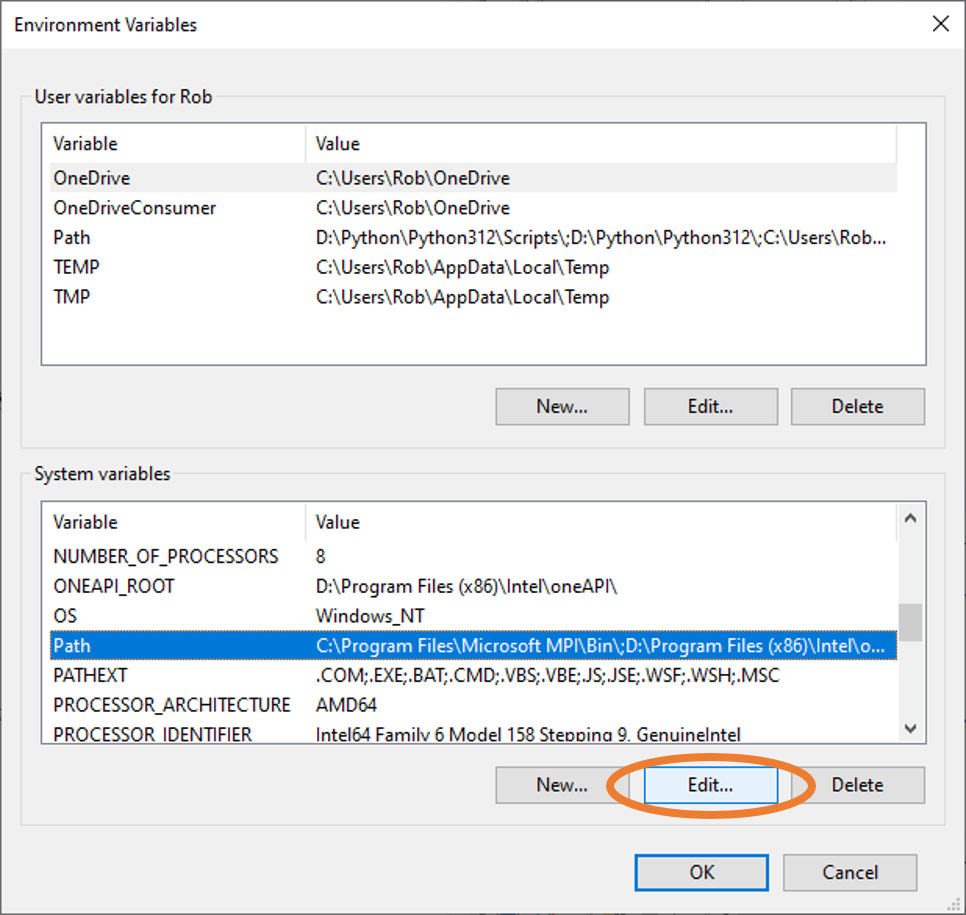 Environment Variables
User variables for Rob
Variable Value
OneDrive C:\Users\Rob\OneDrive
OneDriveConsumer C:\Users\Rob\OneDrive
Path D:\Python\Python312\Scripts\;D:\Python\Python312\;C:\Users\Rob...
TEMP C:\Users\Rob\AppData\Local\Temp
TMP C:\Users\Rob\AppData\Local\Temp
New... Edit... Delete
System variables
Variable Value
NUMBER_OF_PROCESSORS 8
ONEAPI_ROOT D:\Program Files (x86)\Intel\oneAPI\
OS Windows_NT
Path C:\Program Files\Microsoft MPI\Bin\;D:\Program Files (x86)\Intel\o...
PATHEXT .COM;.EXE;.BAT;.CMD;.VBS;.VBE;.JS;.JSE;.WSF;.WSH;.MSC
PROCESSOR_ARCHITECTURE AMD64
PROCESSOR_IDENTIFIER Intel64 Family 6 Model 158 Stepping 9, GenuineIntel
New... Edit... Delete
OK Cancel